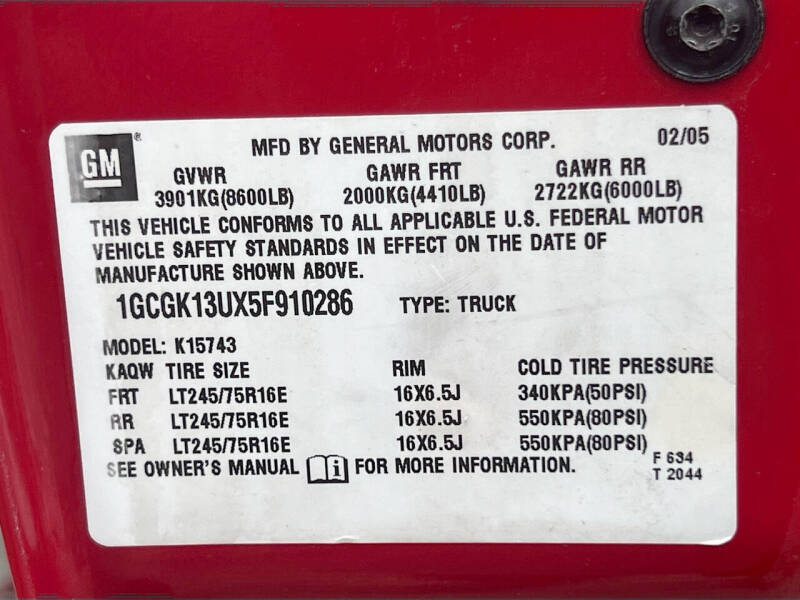 GM ®
MFD BY GENERAL MOTORS CORP. 02/05
GVWR GAWR FRT GAWR RR
3901KG(8600LB) 2000KG(4410LB) 2722KG(6000LB)
THIS VEHICLE CONFORMS TO ALL APPLICABLE U.S. FEDERAL MOTOR
VEHICLE SAFETY STANDARDS IN EFFECT ON THE DATE OF
MANUFACTURE SHOWN ABOVE.
1GCGK13UX5F910286 TYPE: TRUCK
MODEL: K15743
KAQW TIRE SIZE RIM COLD TIRE PRESSURE
FRT LT245/75R16E 16X6.5J 340KPA(50PSI)
RR LT245/75R16E 16X6.5J 550KPA(80PSI)
SPA LT245/75R16E 16X6.5J 550KPA(80PSI)
SEE OWNER'S MANUAL i FOR MORE INFORMATION.
F 634
T 2044